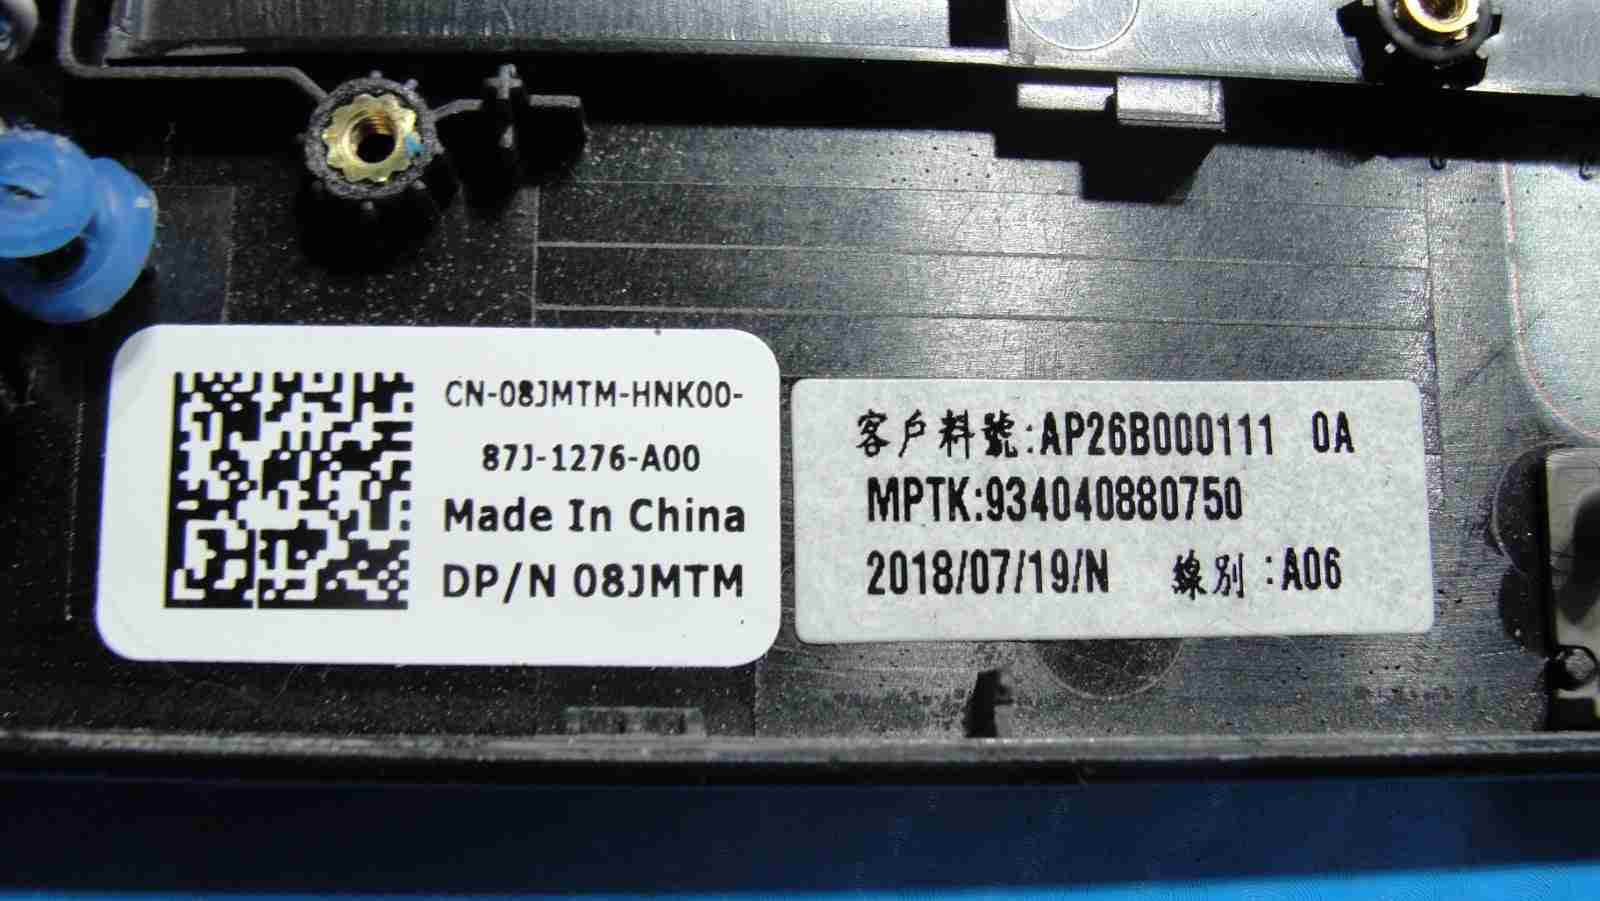 CN-08JMTM-HNK00-
87J-1276-A00
Made In China
DP/N 08JMTM
客户料號:AP26B000111 0A
MPTK:934040880750
2018/07/19/N 線別:A06